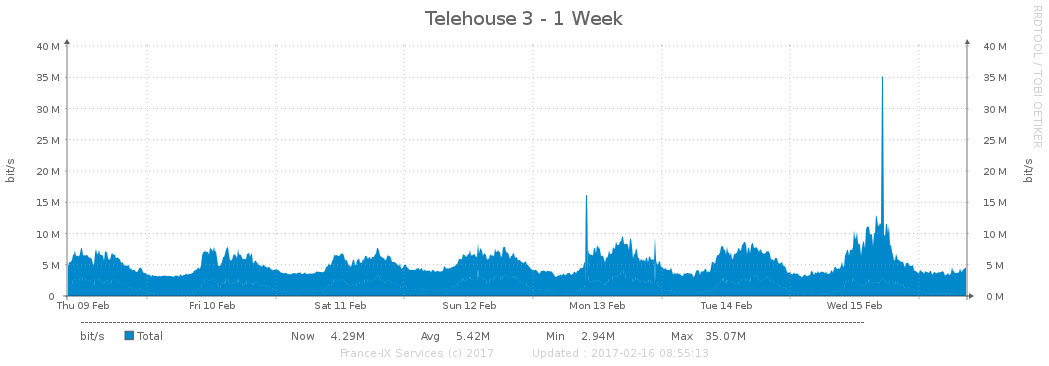 Telehouse 3 - 1 Week
RRDTOOL / TOBI OETIKER
bit/s
bit/s
40 M 40 M
35 M 35 M
30 M 30 M
25 M 25 M
20 M 20 M
15 M 15 M
10 M 10 M
5 M 5 M
0 0 M
Thu 09 Feb Fri 10 Feb Sat 11 Feb Sun 12 Feb Mon 13 Feb Tue 14 Feb Wed 15 Feb
bit/s Total Now 4.29M Avg 5.42M Min 2.94M Max 35.07M
France-IX Services (c) 2017 Updated : 2017-02-16 08:55:13